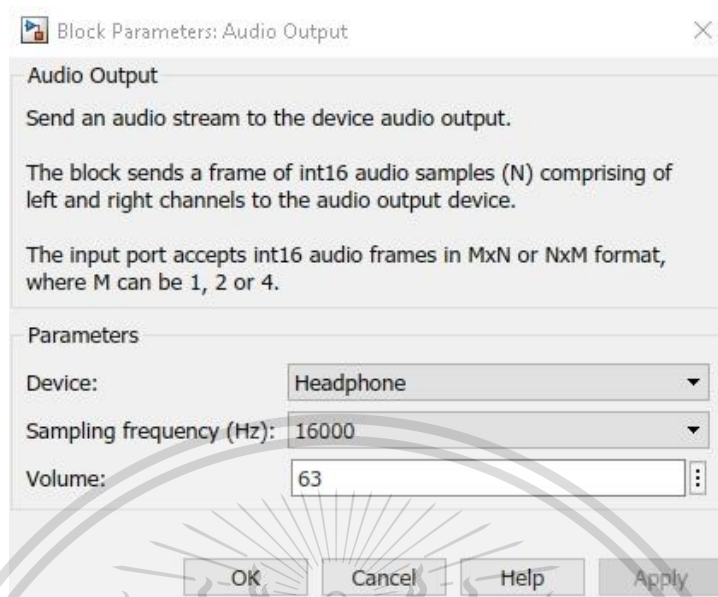 Block Parameters: Audio Output
Audio Output
Send an audio stream to the device audio output.
The block sends a frame of int16 audio samples (N) comprising of
left and right channels to the audio output device.
The input port accepts int16 audio frames in MxN or NxM format,
where M can be 1, 2 or 4.
Parameters
Device: Headphone
Sampling frequency (Hz): 16000
Volume: 63
OK Cancel Help Apply